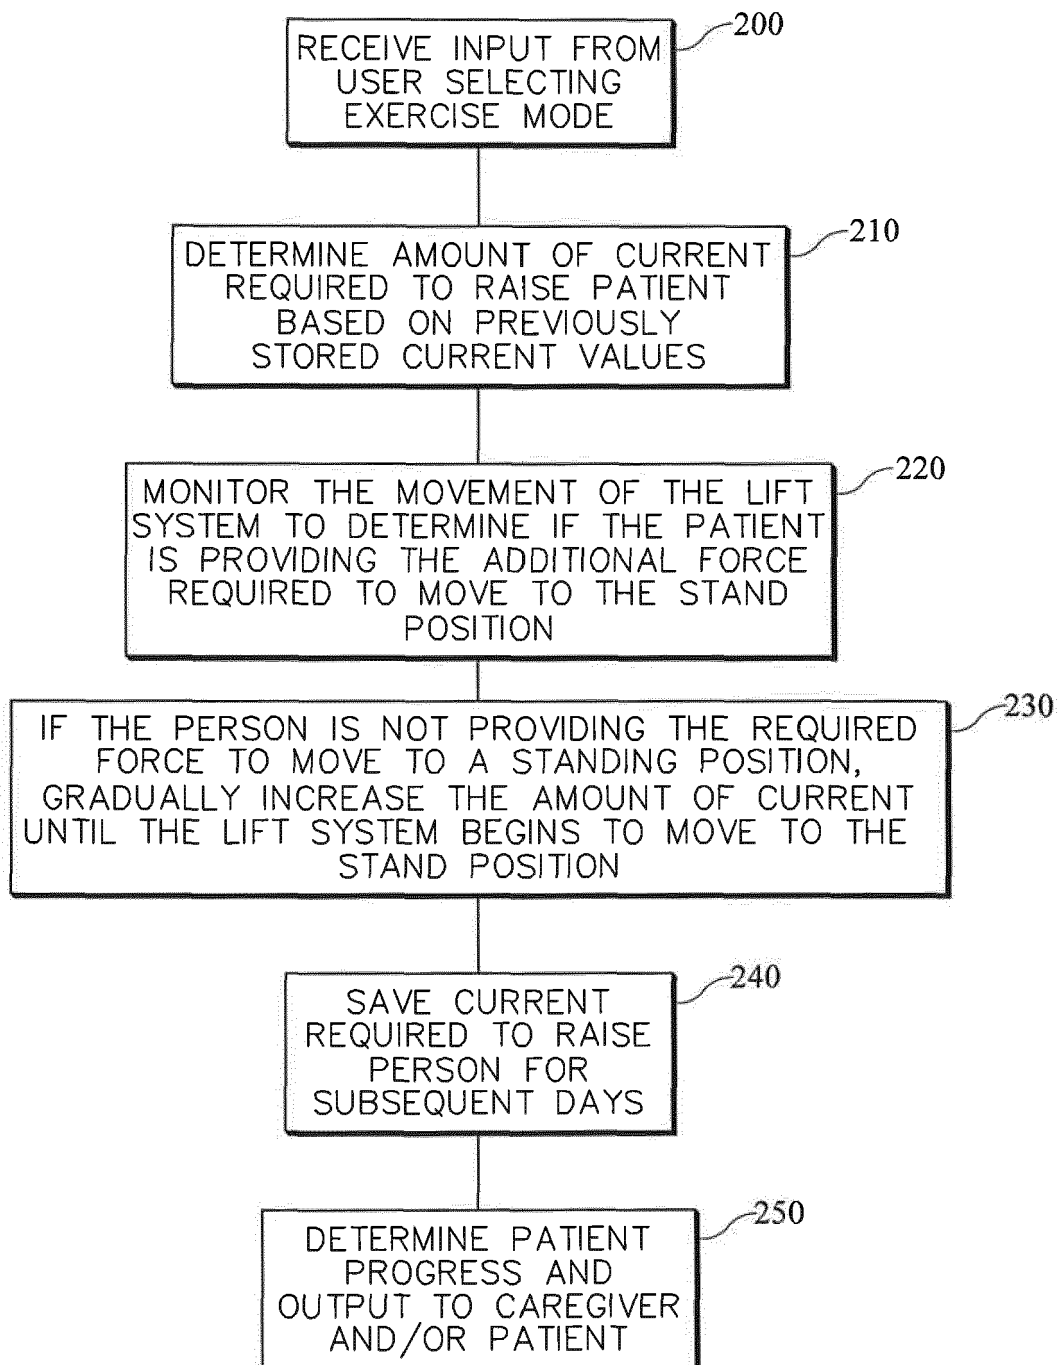 200
RECEIVE INPUT FROM
USER SELECTING
EXERCISE MODE
210
DETERMINE AMOUNT OF CURRENT
REQUIRED TO RAISE PATIENT
BASED ON PREVIOUSLY
STORED CURRENT VALUES
220
MONITOR THE MOVEMENT OF THE LIFT
SYSTEM TO DETERMINE IF THE PATIENT
IS PROVIDING THE ADDITIONAL FORCE
REQUIRED TO MOVE TO THE STAND
POSITION
230
IF THE PERSON IS NOT PROVIDING THE REQUIRED
FORCE TO MOVE TO A STANDING POSITION,
GRADUALLY INCREASE THE AMOUNT OF CURRENT
UNTIL THE LIFT SYSTEM BEGINS TO MOVE TO THE
STAND POSITION
240
SAVE CURRENT
REQUIRED TO RAISE
PERSON FOR
SUBSEQUENT DAYS
250
DETERMINE PATIENT
PROGRESS AND
OUTPUT TO CAREGIVER
AND/OR PATIENT